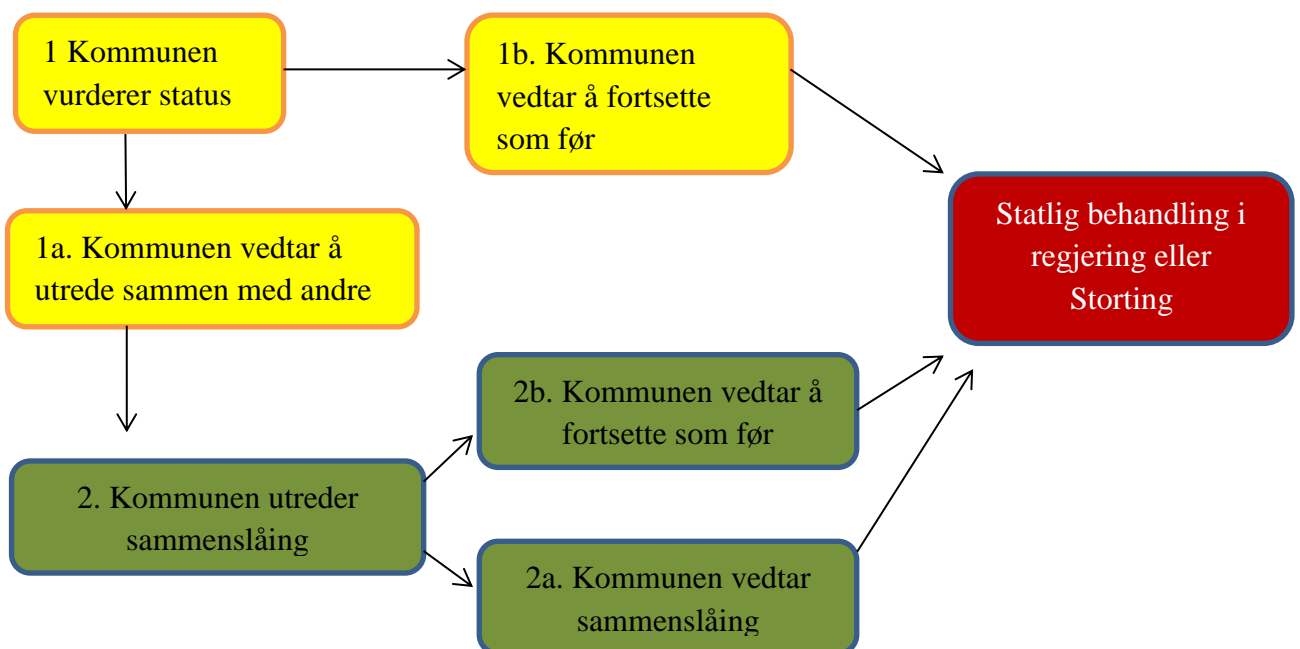 1 Kommunen
vurderer status
1b. Kommunen
vedtar å fortsette
som før
1a. Kommunen vedtar å
utrede sammen med andre
Statlig behandling i
regjering eller
Storting
2b. Kommunen vedtar å
fortsette som før
2. Kommunen utreder
sammenslåing
2a. Kommunen vedtar
sammenslåing